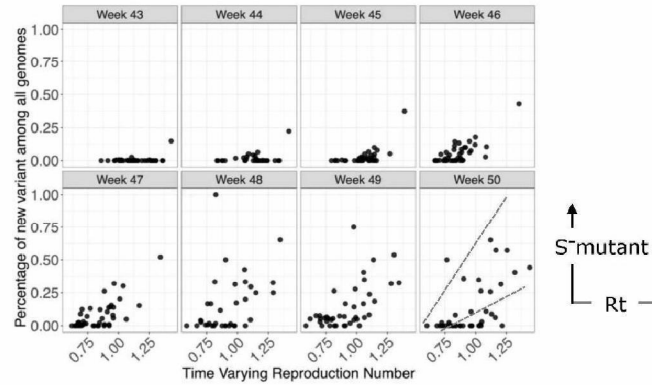 Percentage of new variant among all genomes
Week 43 Week 44 Week 45 Week 46
1.00
0.75
0.50
0.25
0.00
Week 47 Week 48 Week 49 Week 50
1.00
0.75
0.50
0.25
0.00
0.75 1.00 1.25 0.75 1.00 1.25 0.75 1.00 1.25 0.75 1.00 1.25
Time Varying Reproduction Number
S-mutant
Rt